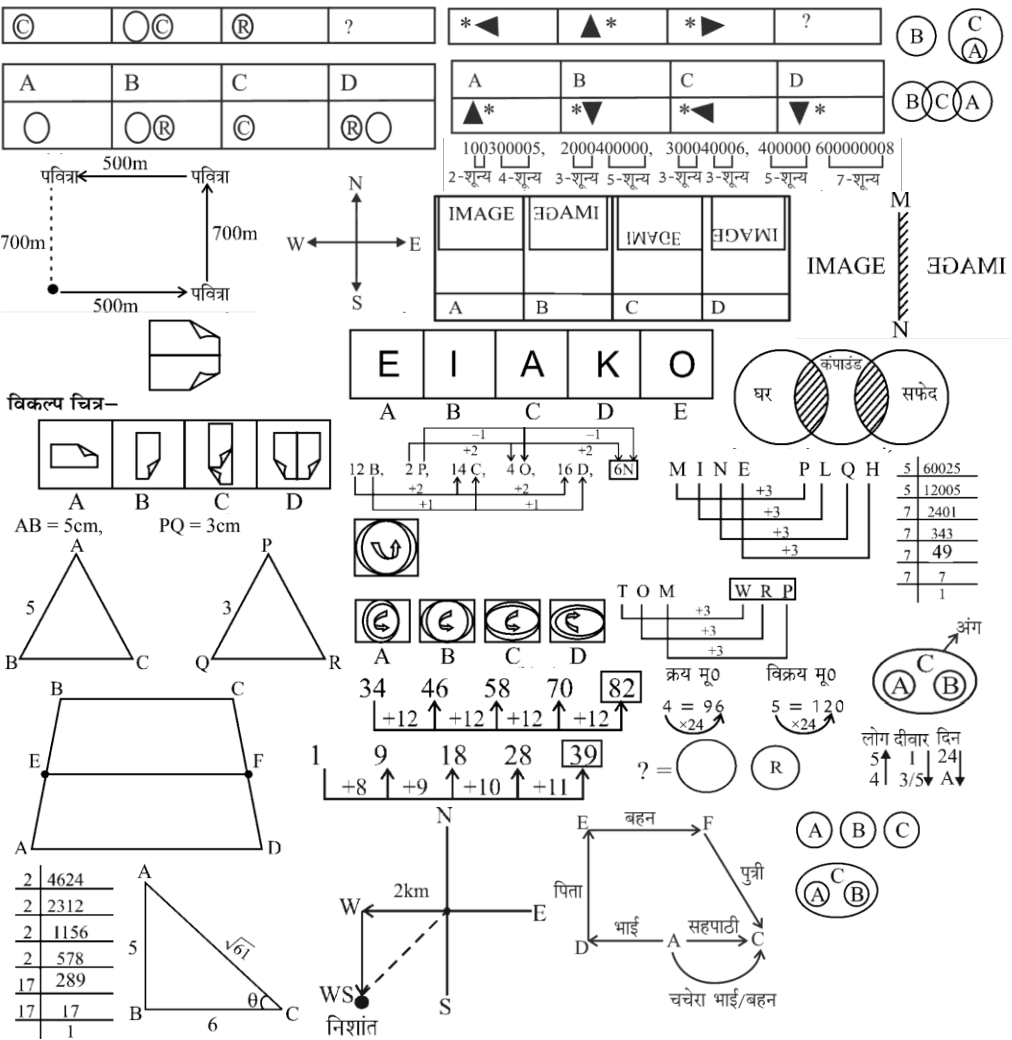 © ◯© ® ?
A B C D
◯ ◯® © ®◯
* * * ?
A B C D
* * * *
B C A
B C A
100300005, 2000400000, 300040006, 400000 600000008
2-शून्य 4-शून्य 3-शून्य 5-शून्य 3-शून्य 3-शून्य 5-शून्य 7-शून्य
500m
पवित्रा पवित्रा
700m 700m
पवित्रा
500m
N
W E
S
IMAGE IMAGE IMAGE IMAGE
A B C D
M
IMAGE IMAGE
N
विकल्प चित्र–
A B C D
E I A K O
A B C D E
घर कंपाउंड सफेद
–1 –1
+2 +2
12 B, 2 P, 14 C, 4 O, 16 D, 6N
+2 +2
+1 +1
M I N E P L Q H
+3
+3
+3
+3
5 60025
5 12005
7 2401
7 343
7 49
7 7
1
AB = 5cm, PQ = 3cm
A P
5 3
B C Q R
A B C D
T O M W R P
+3
+3
+3
अंग
C
A B
34 46 58 70 82
+12 +12 +12 +12
1 9 18 28 39
+8 +9 +10 +11
क्रय मू० विक्रय मू०
4 = 96 5 = 120
×24 ×24
? = R
लोग दीवार दिन
5 1 24
4 3/5 A
B C
E F
A D
N
2km
W E
WS S
निशांत
E बहन F
पिता पुत्री
D भाई A सहपाठी C
चचेरा भाई/बहन
A B C
C
A B
2 4624
2 2312
2 1156
2 578
17 289
17 17
1
A
5 √61
B θ C
6